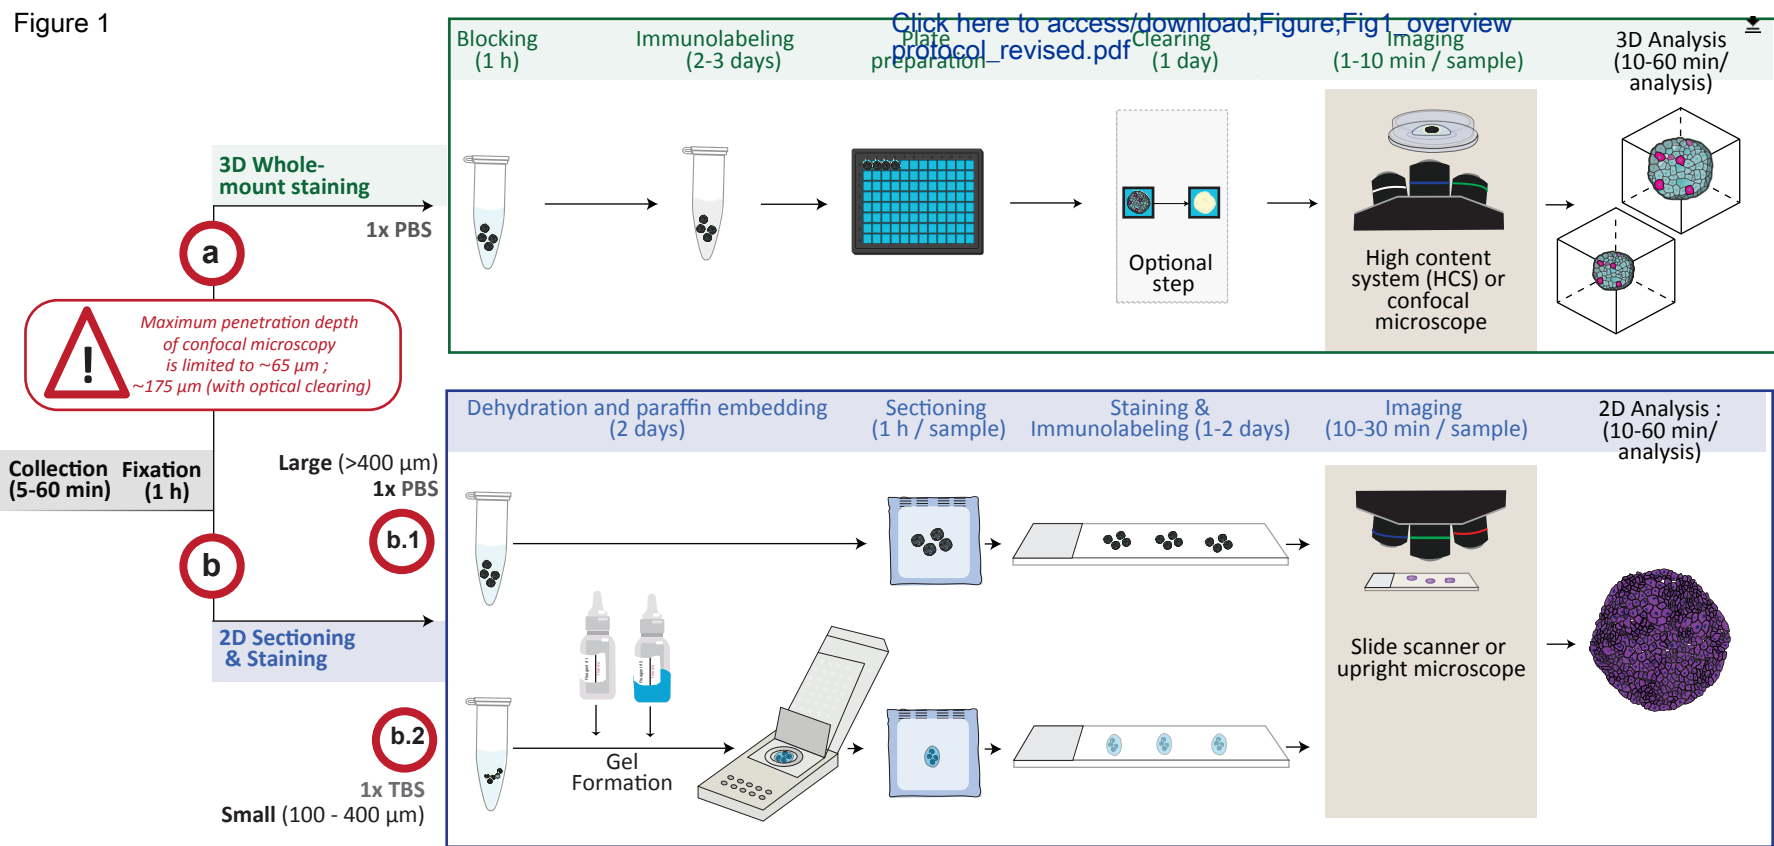 Figure 1
Click here to access/download;Figure;Fig1_overview
protocol_revised.pdf
Blocking
(1 h)
Immunolabeling
(2-3 days)
Plate
preparation
Clearing
(1 day)
Imaging
(1-10 min / sample)
3D Analysis
(10-60 min/
analysis)
3D Whole-
mount staining
1x PBS
a
Optional
step
High content
system (HCS) or
confocal
microscope
!
Maximum penetration depth
of confocal microscopy
is limited to ~65 µm ;
~175 µm (with optical clearing)
Collection
(5-60 min)
Fixation
(1 h)
b
2D Sectioning
& Staining
Large (>400 µm)
1x PBS
b.1
b.2
1x TBS
Small (100 - 400 µm)
Dehydration and paraffin embedding
(2 days)
Sectioning
(1 h / sample)
Staining &
Immunolabeling (1-2 days)
Imaging
(10-30 min / sample)
2D Analysis :
(10-60 min/
analysis)
Gel
Formation
Slide scanner or
upright microscope